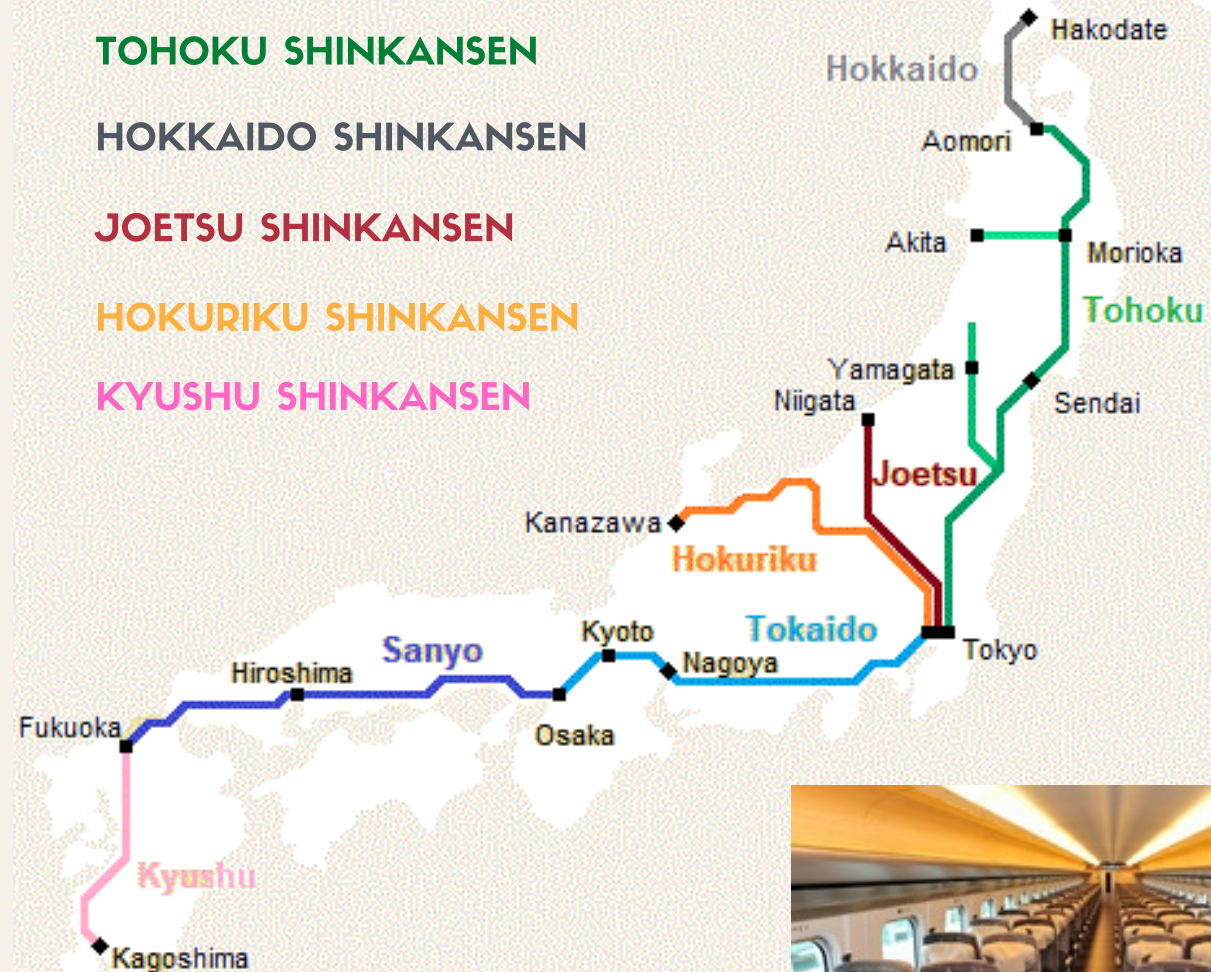 TOHOKU SHINKANSEN
HOKKAIDO SHINKANSEN
JOETSU SHINKANSEN
HOKURIKU SHINKANSEN
KYUSHU SHINKANSEN
Hakodate
Hokkaido
Aomori
Akita
Morioka
Tohoku
Yamagata
Niigata
Sendai
Joetsu
Kanazawa
Hokuriku
Tokaido
Kyoto
Sanyo
Tokyo
Nagoya
Hiroshima
Fukuoka
Osaka
Kyushu
Kagoshima